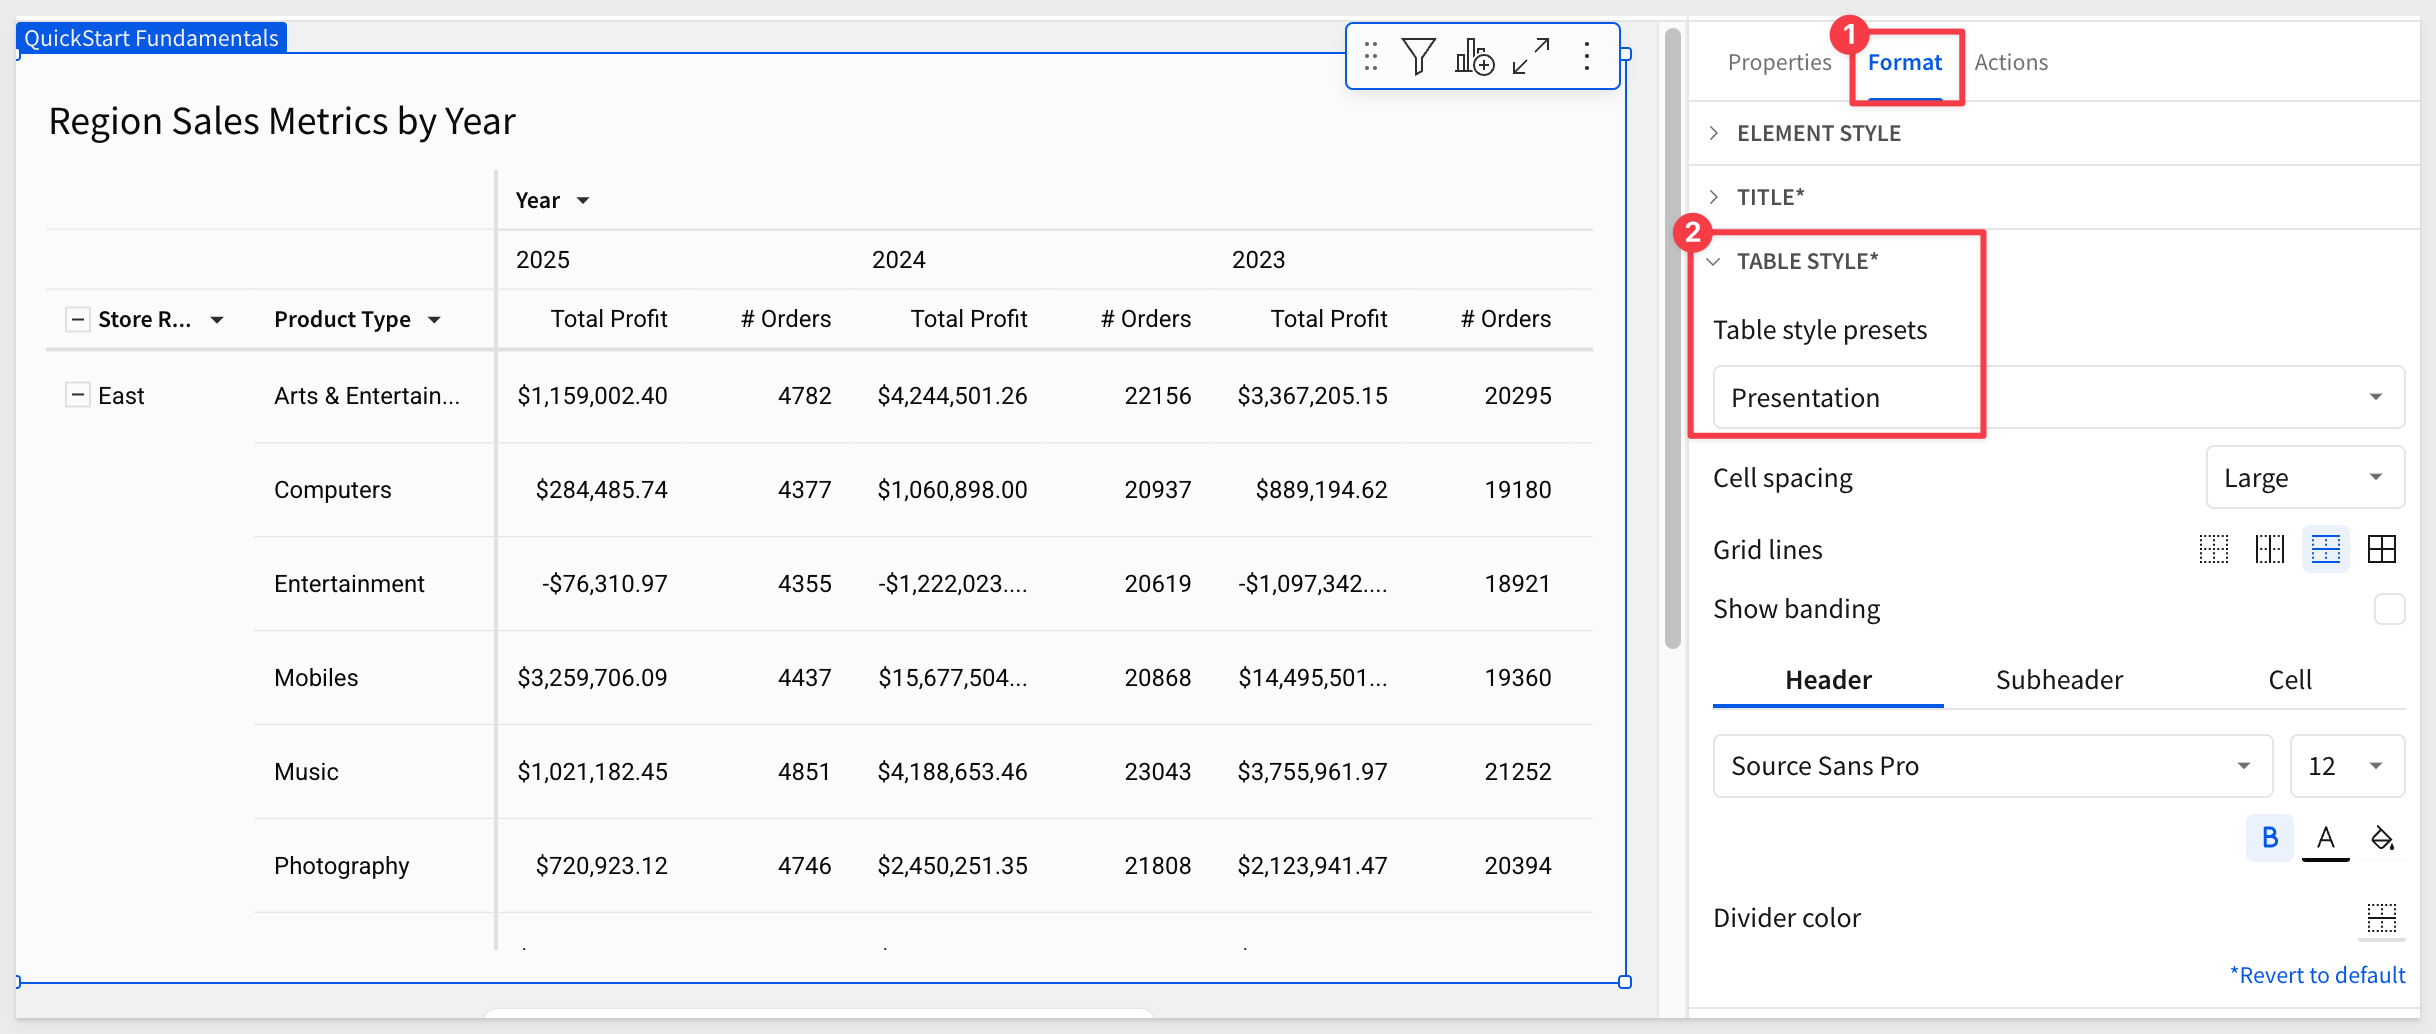 QuickStart Fundamentals
Region Sales Metrics by Year
Year
2025 2024 2023
Store R... Product Type Total Profit # Orders Total Profit # Orders Total Profit # Orders
East Arts & Entertain... $1,159,002.40 4782 $4,244,501.26 22156 $3,367,205.15 20295
Computers $284,485.74 4377 $1,060,898.00 20937 $889,194.62 19180
Entertainment -$76,310.97 4355 -$1,222,023.... 20619 -$1,097,342.... 18921
Mobiles $3,259,706.09 4437 $15,677,504... 20868 $14,495,501... 19360
Music $1,021,182.45 4851 $4,188,653.46 23043 $3,755,961.97 21252
Photography $720,923.12 4746 $2,450,251.35 21808 $2,123,941.47 20394
1
Properties Format Actions
ELEMENT STYLE
TITLE*
2
TABLE STYLE*
Table style presets
Presentation
Cell spacing Large
Grid lines
Show banding
Header Subheader Cell
Source Sans Pro 12
B A
Divider color
*Revert to default